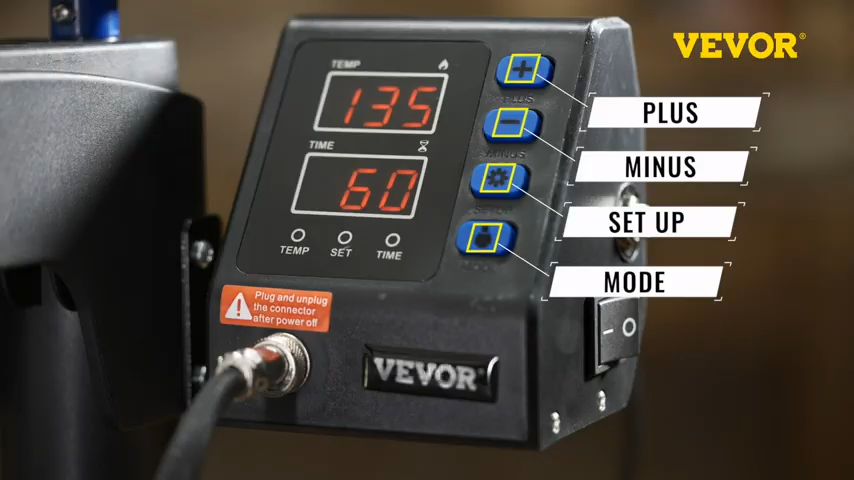 VEVOR®
TEMP
135
TIME
60
TEMP SET TIME
PLUS
MINUS
SET UP
MODE
MINUS
Plug and unplug
the connector
after power off
VEVOR